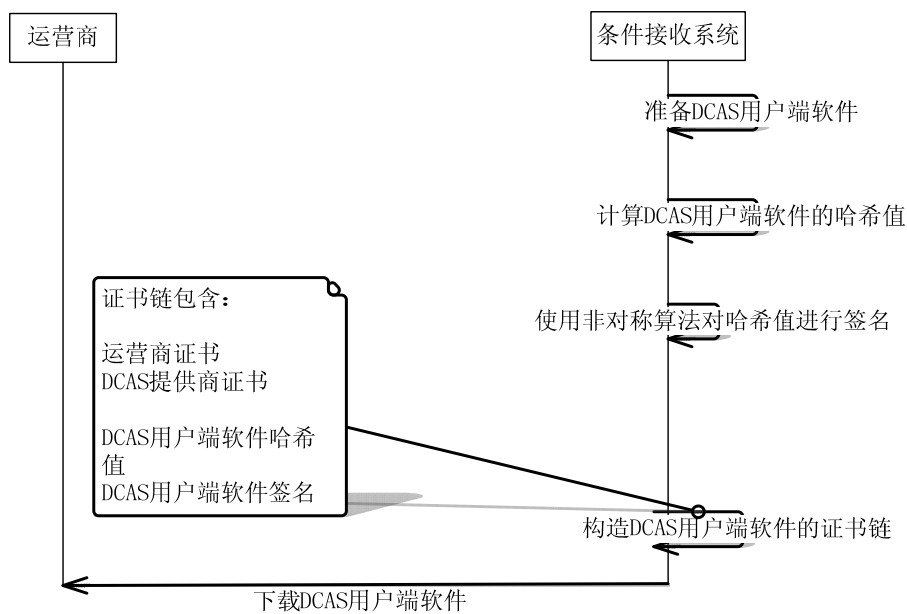 运营商
条件接收系统
准备DCAS用户端软件
计算DCAS用户端软件的哈希值
证书链包含：
使用非对称算法对哈希值进行签名
运营商证书
DCAS提供商证书
DCAS用户端软件哈希
值
DCAS用户端软件签名
构造DCAS用户端软件的证书链
下载DCAS用户端软件